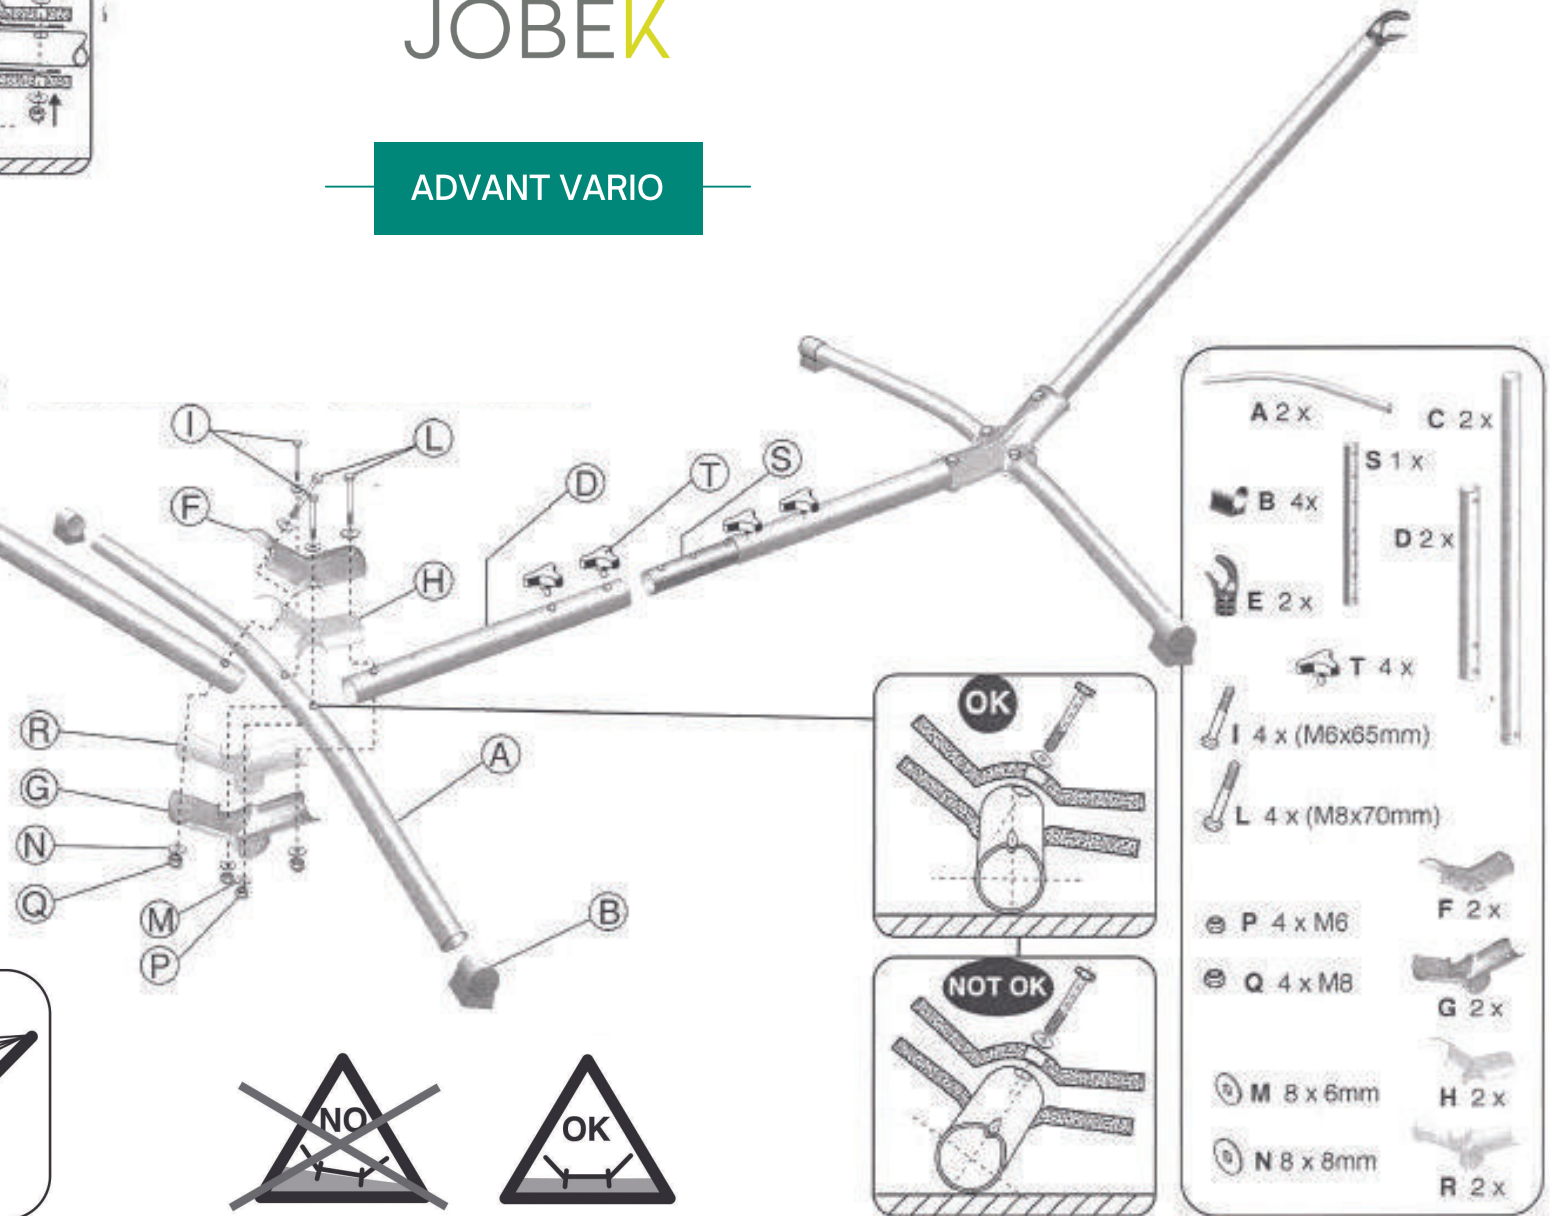 JOBEK
ADVANT VARIO
I
L
F
D
T
S
H
R
G
N
Q
M
P
A
B
OK
NOT OK
NO
OK
A 2 x
C 2 x
S 1 x
B 4x
D 2 x
E 2 x
T 4 x
I 4 x (M6x65mm)
L 4 x (M8x70mm)
F 2 x
P 4 x M6
Q 4 x M8
G 2 x
M 8 x 6mm
H 2 x
N 8 x 8mm
R 2 x